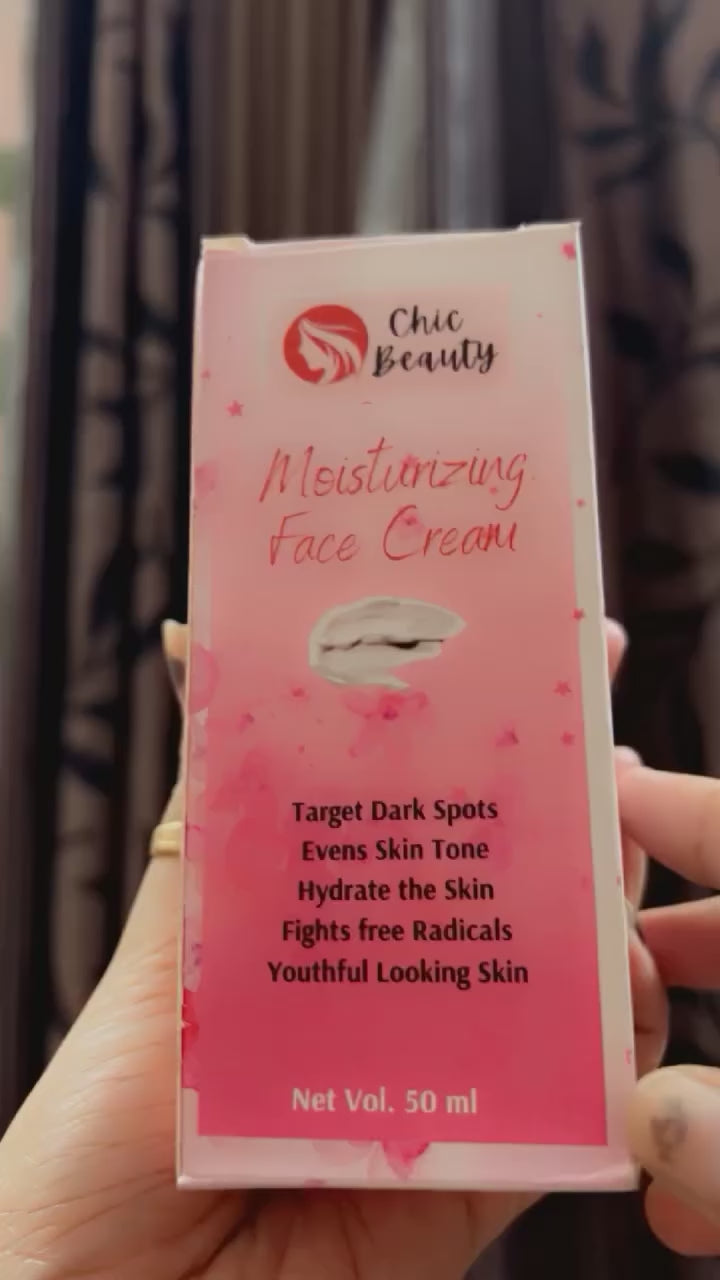 Chic
Beauty
Moisturizing
Face Cream
Target Dark Spots
Evens Skin Tone
Hydrate the Skin
Fights free Radicals
Youthful Looking Skin
Net Vol. 50 ml